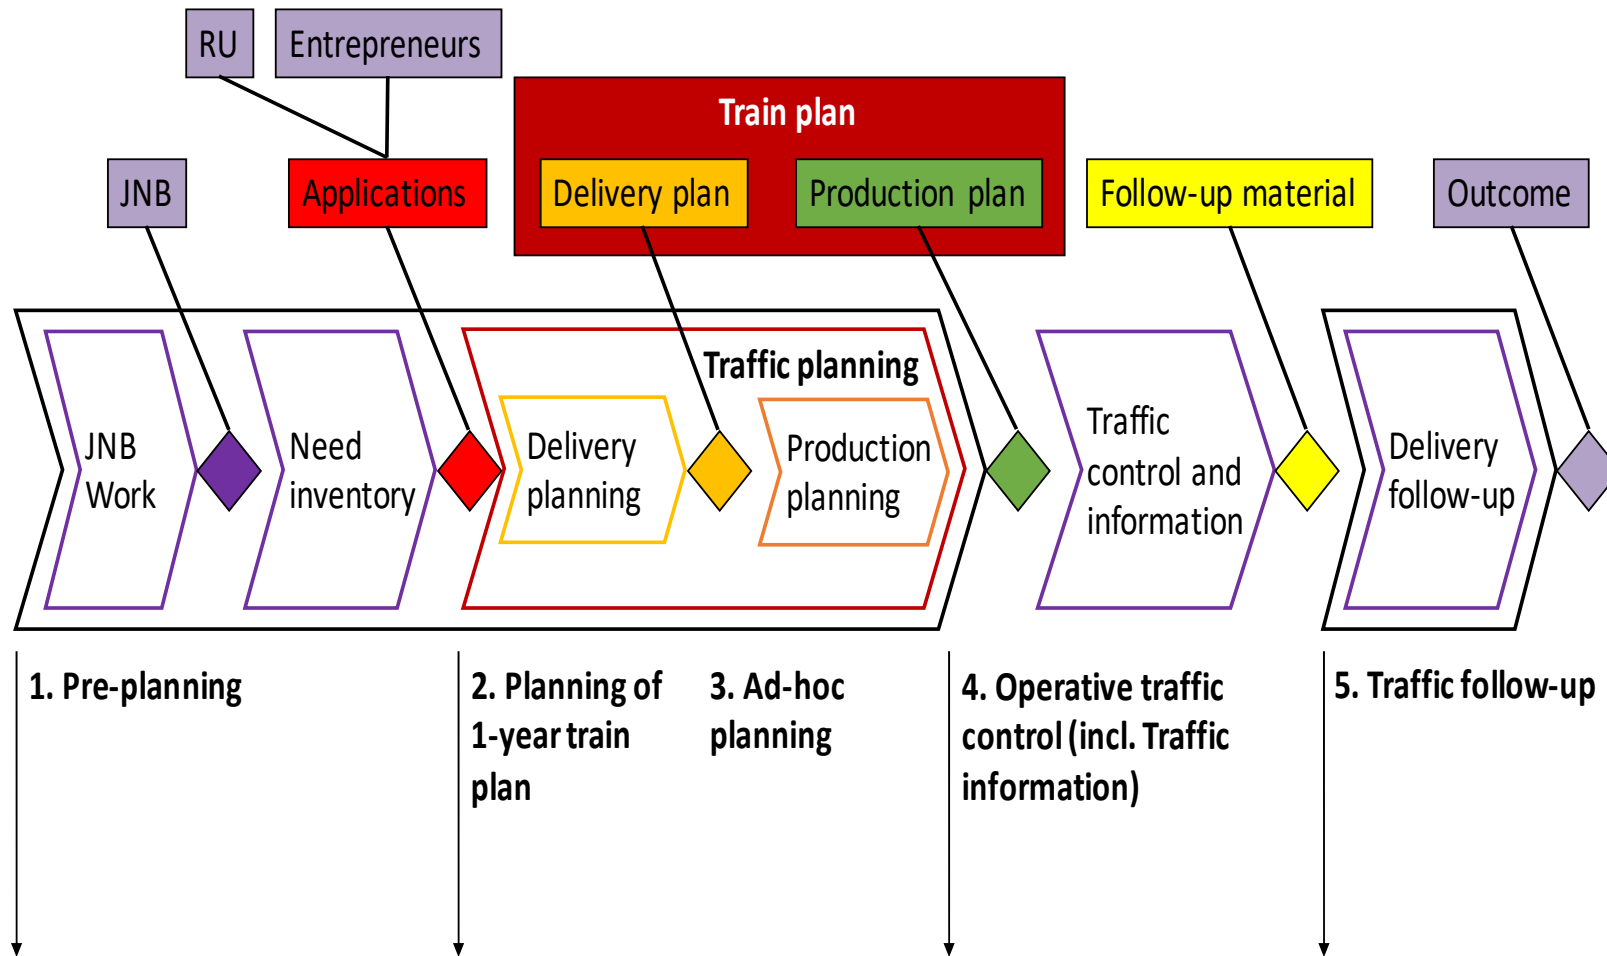 RU
Entrepreneurs
Train plan
JNB
Applications
Delivery plan
Production plan
Follow-up material
Outcome
Traffic planning
JNB
Work
Need
inventory
Delivery
planning
Production
planning
Traffic
control and
information
Delivery
follow-up
1. Pre-planning
2. Planning of
1-year train
plan
3. Ad-hoc
planning
4. Operative traffic
control (incl. Traffic
information)
5. Traffic follow-up